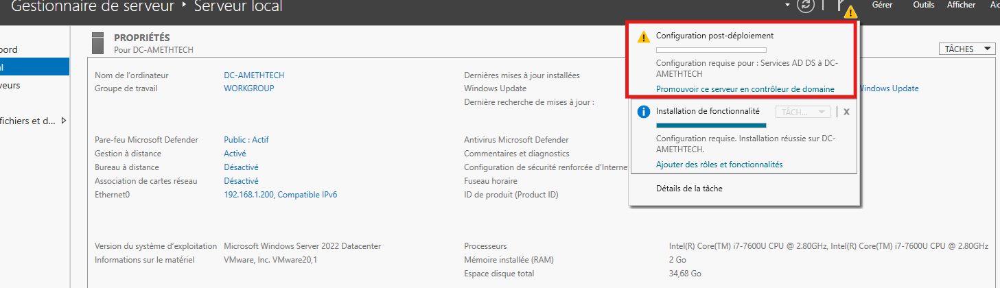 Gestionnaire de serveur ‣ Serveur local
Gérer Outils Afficher
PROPRIÉTÉS
Pour DC-AMETHTECH
TÂCHES
Nom de l'ordinateur DC-AMETHTECH
Groupe de travail WORKGROUP
Dernières mises à jour installées
Windows Update
Dernière recherche de mises à jour :
Windows Update
Configuration post-déploiement
Configuration requise pour : Services AD DS à DC-
AMETHTECH
Promouvoir ce serveur en contrôleur de domaine
Installation de fonctionnalité TÂCH... X
Configuration requise. Installation réussie sur DC-
AMETHTECH.
Ajouter des rôles et fonctionnalités
Détails de la tâche
Pare-feu Microsoft Defender Public : Actif
Gestion à distance Activé
Bureau à distance Désactivé
Association de cartes réseau Désactivé
Ethernet0 192.168.1.200, Compatible IPv6
Antivirus Microsoft Defender
Commentaires et diagnostics
Configuration de sécurité renforcée d'Interne
Fuseau horaire
ID de produit (Product ID)
Version du système d'exploitation Microsoft Windows Server 2022 Datacenter
Informations sur le matériel VMware, Inc. VMware20,1
Processeurs Intel(R) Core(TM) i7-7600U CPU @ 2.80GHz, Intel(R) Core(TM) i7-7600U CPU @ 2.80GHz
Mémoire installée (RAM) 2 Go
Espace disque total 34,68 Go